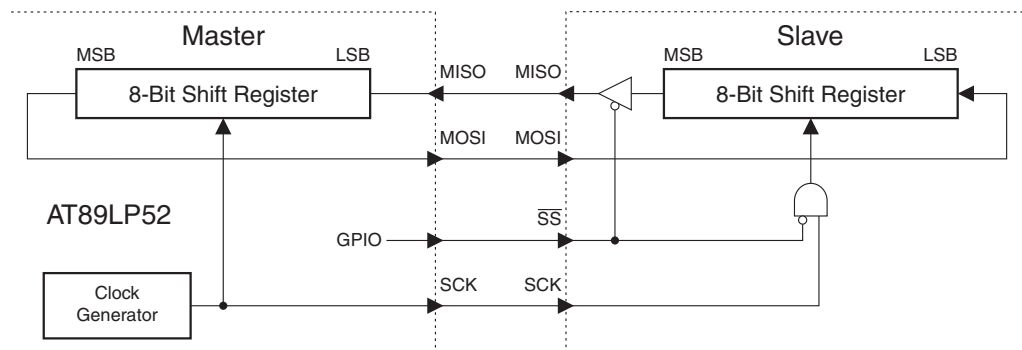 Master
Slave
MSB
LSB
MSB
LSB
8-Bit Shift Register
MISO
MISO
8-Bit Shift Register
MOSI
MOSI
AT89LP52
GPIO
SS
SCK
SCK
Clock
Generator